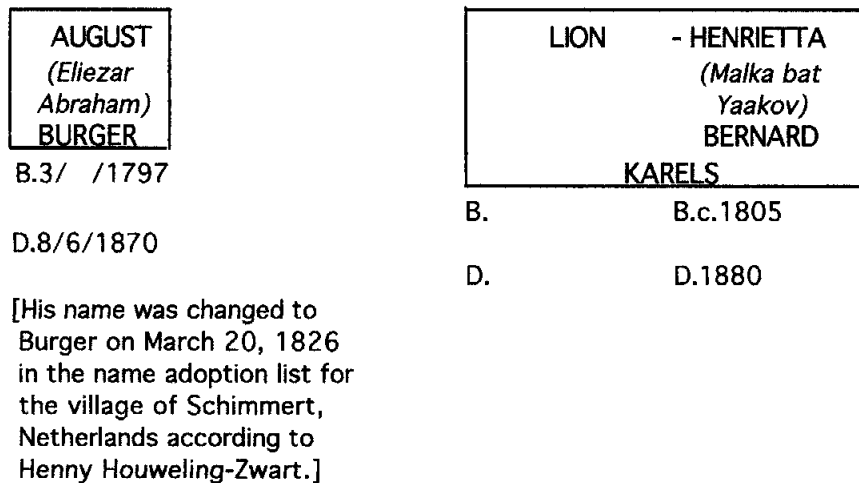 AUGUST
(Eliezar
Abraham)
BURGER
B.3/ /1797
D.8/6/1870
[His name was changed to
Burger on March 20, 1826
in the name adoption list for
the village of Schimmert,
Netherlands according to
Henny Houweling-Zwart.]
LION - HENRIETTA
(Malka bat
Yaakov)
BERNARD
KARELS
B. B.c.1805
D. D.1880